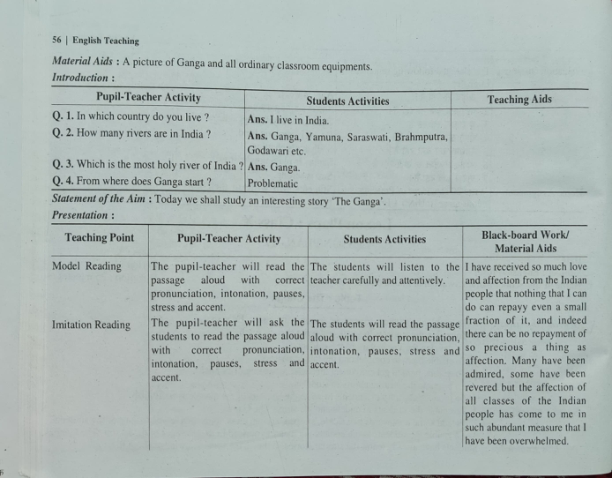 56 | English Teaching
Material Aids : A picture of Ganga and all ordinary classroom equipments.
Introduction :
Pupil-Teacher Activity
Students Activities
Teaching Aids
Q. 1. In which country do you live ?
Ans. I live in India.
Q. 2. How many rivers are in India ?
Ans. Ganga, Yamuna, Saraswati, Brahmputra,
Godawari etc.
Q. 3. Which is the most holy river of India ?
Ans. Ganga.
Q. 4. From where does Ganga start ?
Problematic
Statement of the Aim : Today we shall study an interesting story 'The Ganga'.
Presentation :
Teaching Point
Pupil-Teacher Activity
Students Activities
Black-board Work/
Material Aids
Model Reading
The pupil-teacher will read the
passage aloud with correct
pronunciation, intonation, pauses,
stress and accent.
The students will listen to the
teacher carefully and attentively.
Imitation Reading
The pupil-teacher will ask the
students to read the passage aloud
with correct pronunciation,
intonation, pauses, stress and
accent.
The students will read the passage
aloud with correct pronunciation,
intonation, pauses, stress and
accent.
I have received so much love
and affection from the Indian
people that nothing that I can
do can repayy even a small
fraction of it, and indeed
there can be no repayment of
so precious a thing as
affection. Many have been
admired, some have been
revered but the affection of
all classes of the Indian
people has come to me in
such abundant measure that I
have been overwhelmed.